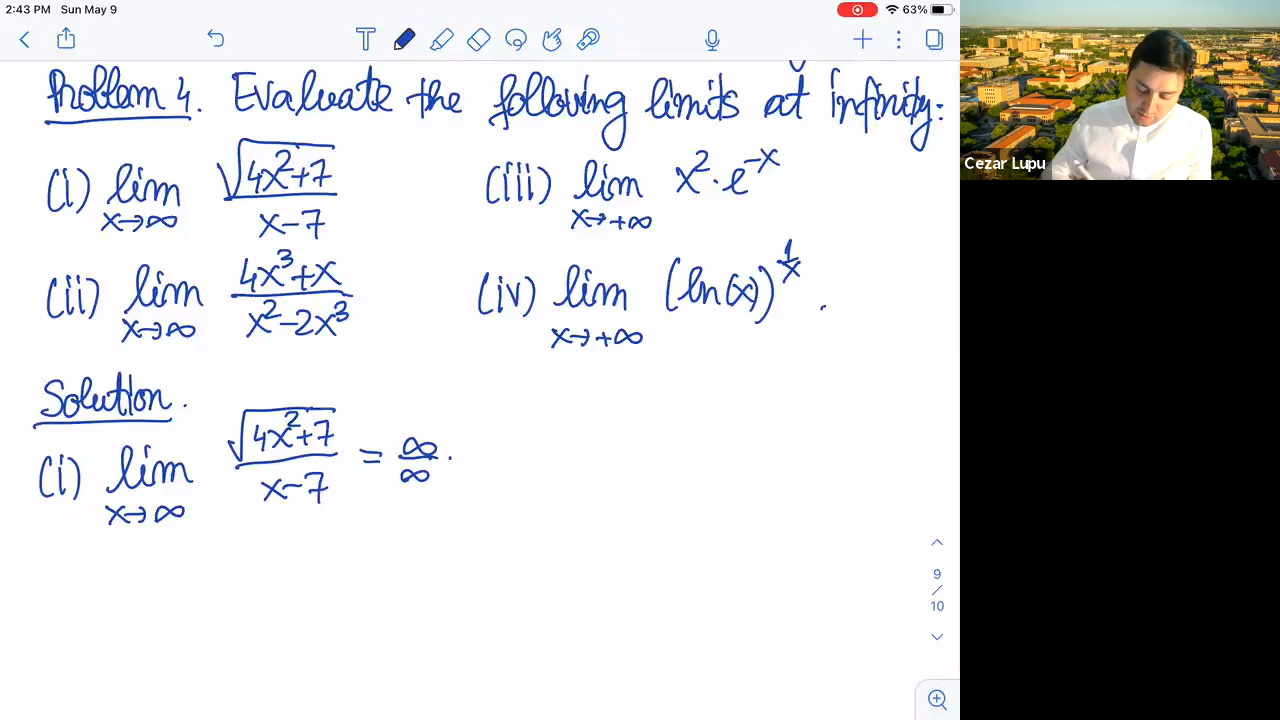 2:43 PM Sun May 9
63%
Problem 4. Evaluate the following limits at infinity:
(i) lim x→∞ √(4x²+7) / (x-7)
(iii) lim x→+∞ x² · e^(-x)
(ii) lim x→∞ (4x³+x) / (x²-2x³)
(iv) lim x→+∞ (ln(x))^(1/x) .
Solution.
(i) lim x→∞ √(4x²+7) / (x-7) = ∞/∞ .
9
/
10
Cezar Lupu